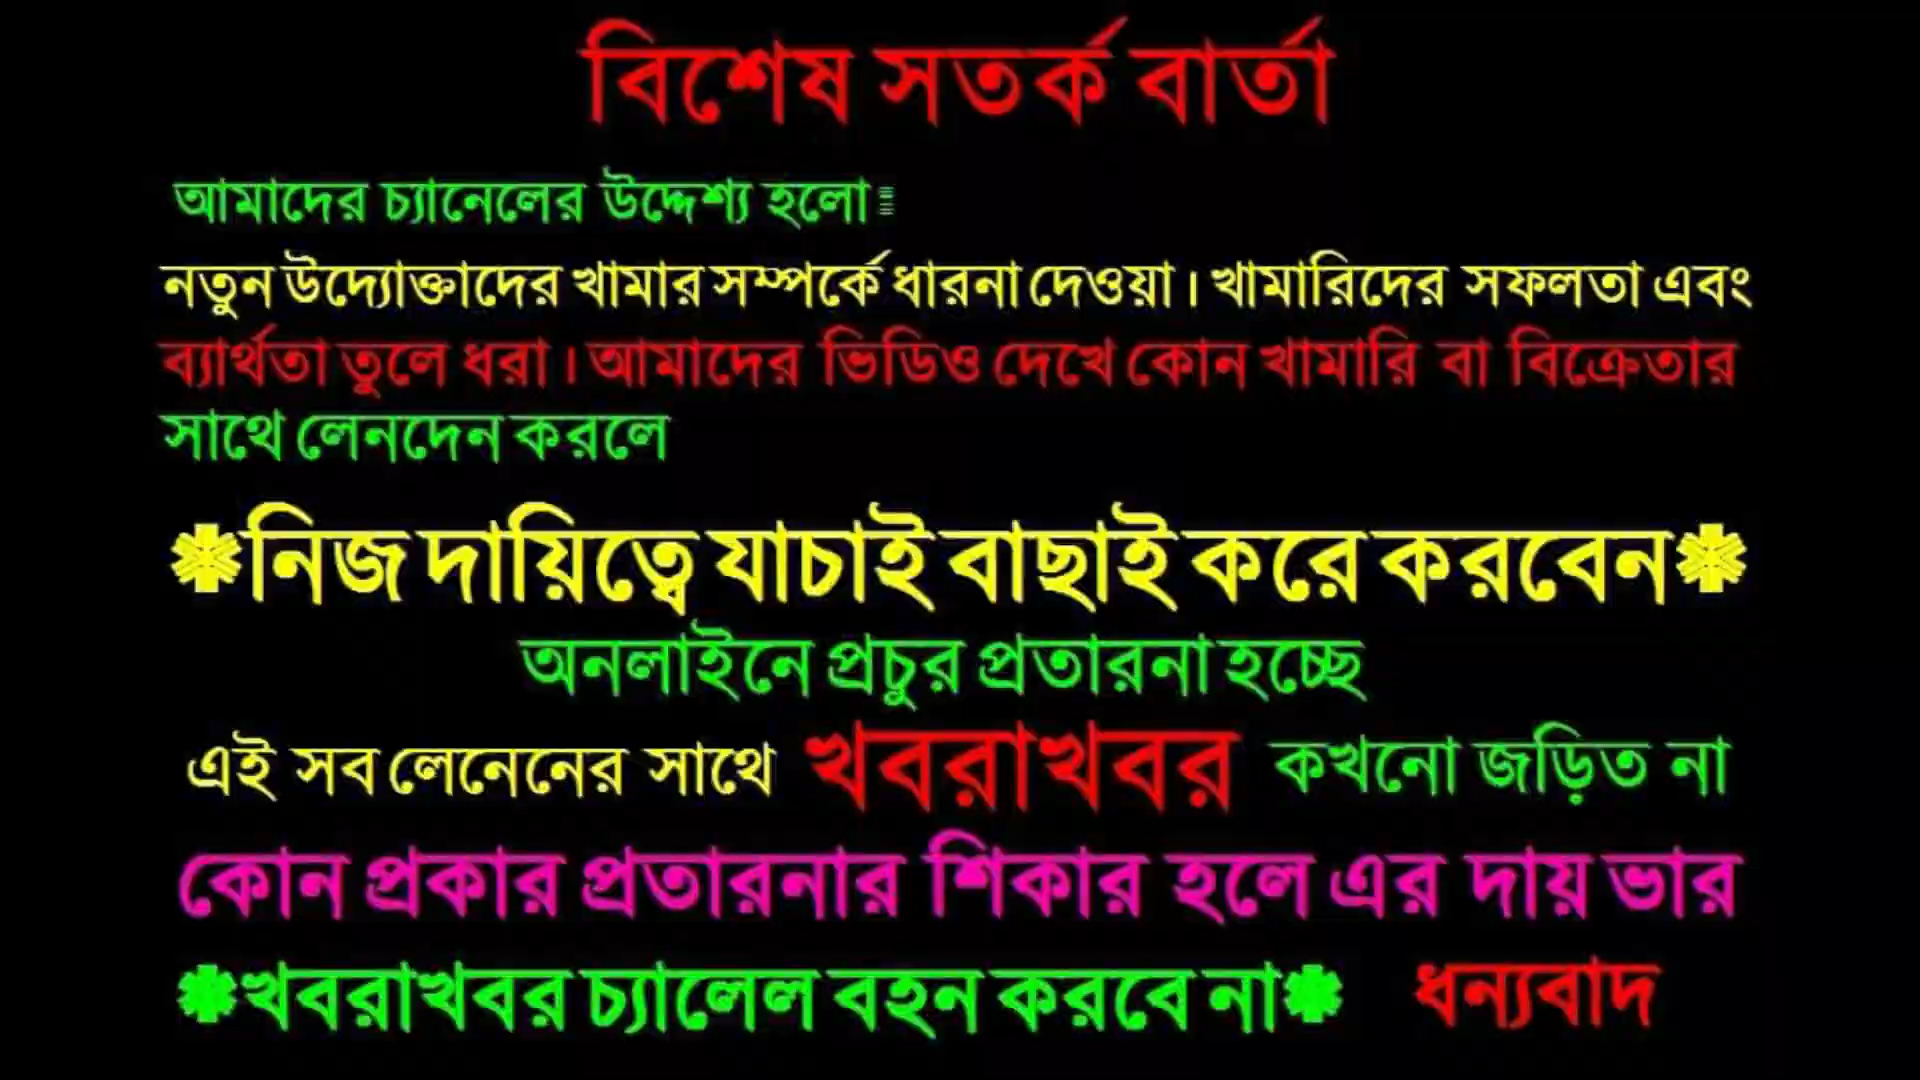 বিশেষ সতর্ক বার্তা
আমাদের চ্যানেলের উদ্দেশ্য হলোঃ
নতুন উদ্যোক্তাদের খামার সম্পর্কে ধারনা দেওয়া। খামারিদের সফলতা এবং
ব্যার্থতা তুলে ধরা। আমাদের ভিডিও দেখে কোন খামারি বা বিক্রেতার
সাথে লেনদেন করলে
*নিজ দায়িত্বে যাচাই বাছাই করে করবেন*
অনলাইনে প্রচুর প্রতারনা হচ্ছে
এই সব লেনেনের সাথে খবরাখবর কখনো জড়িত না
কোন প্রকার প্রতারনার শিকার হলে এর দায় ভার
*খবরাখবর চ্যালেল বহন করবে না* ধন্যবাদ